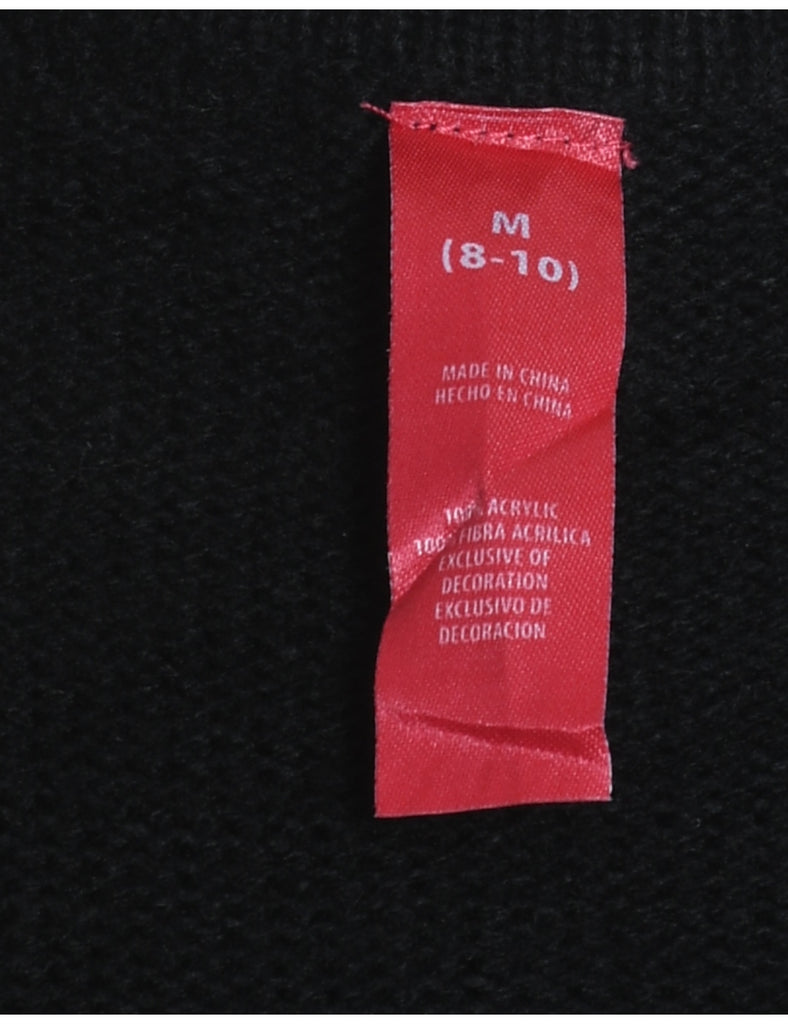 M
(8-10)
MADE IN CHINA
HECHO EN CHINA
100% ACRYLIC
100% FIBRA ACRILICA
EXCLUSIVE OF
DECORATION
EXCLUSIVO DE
DECORACION